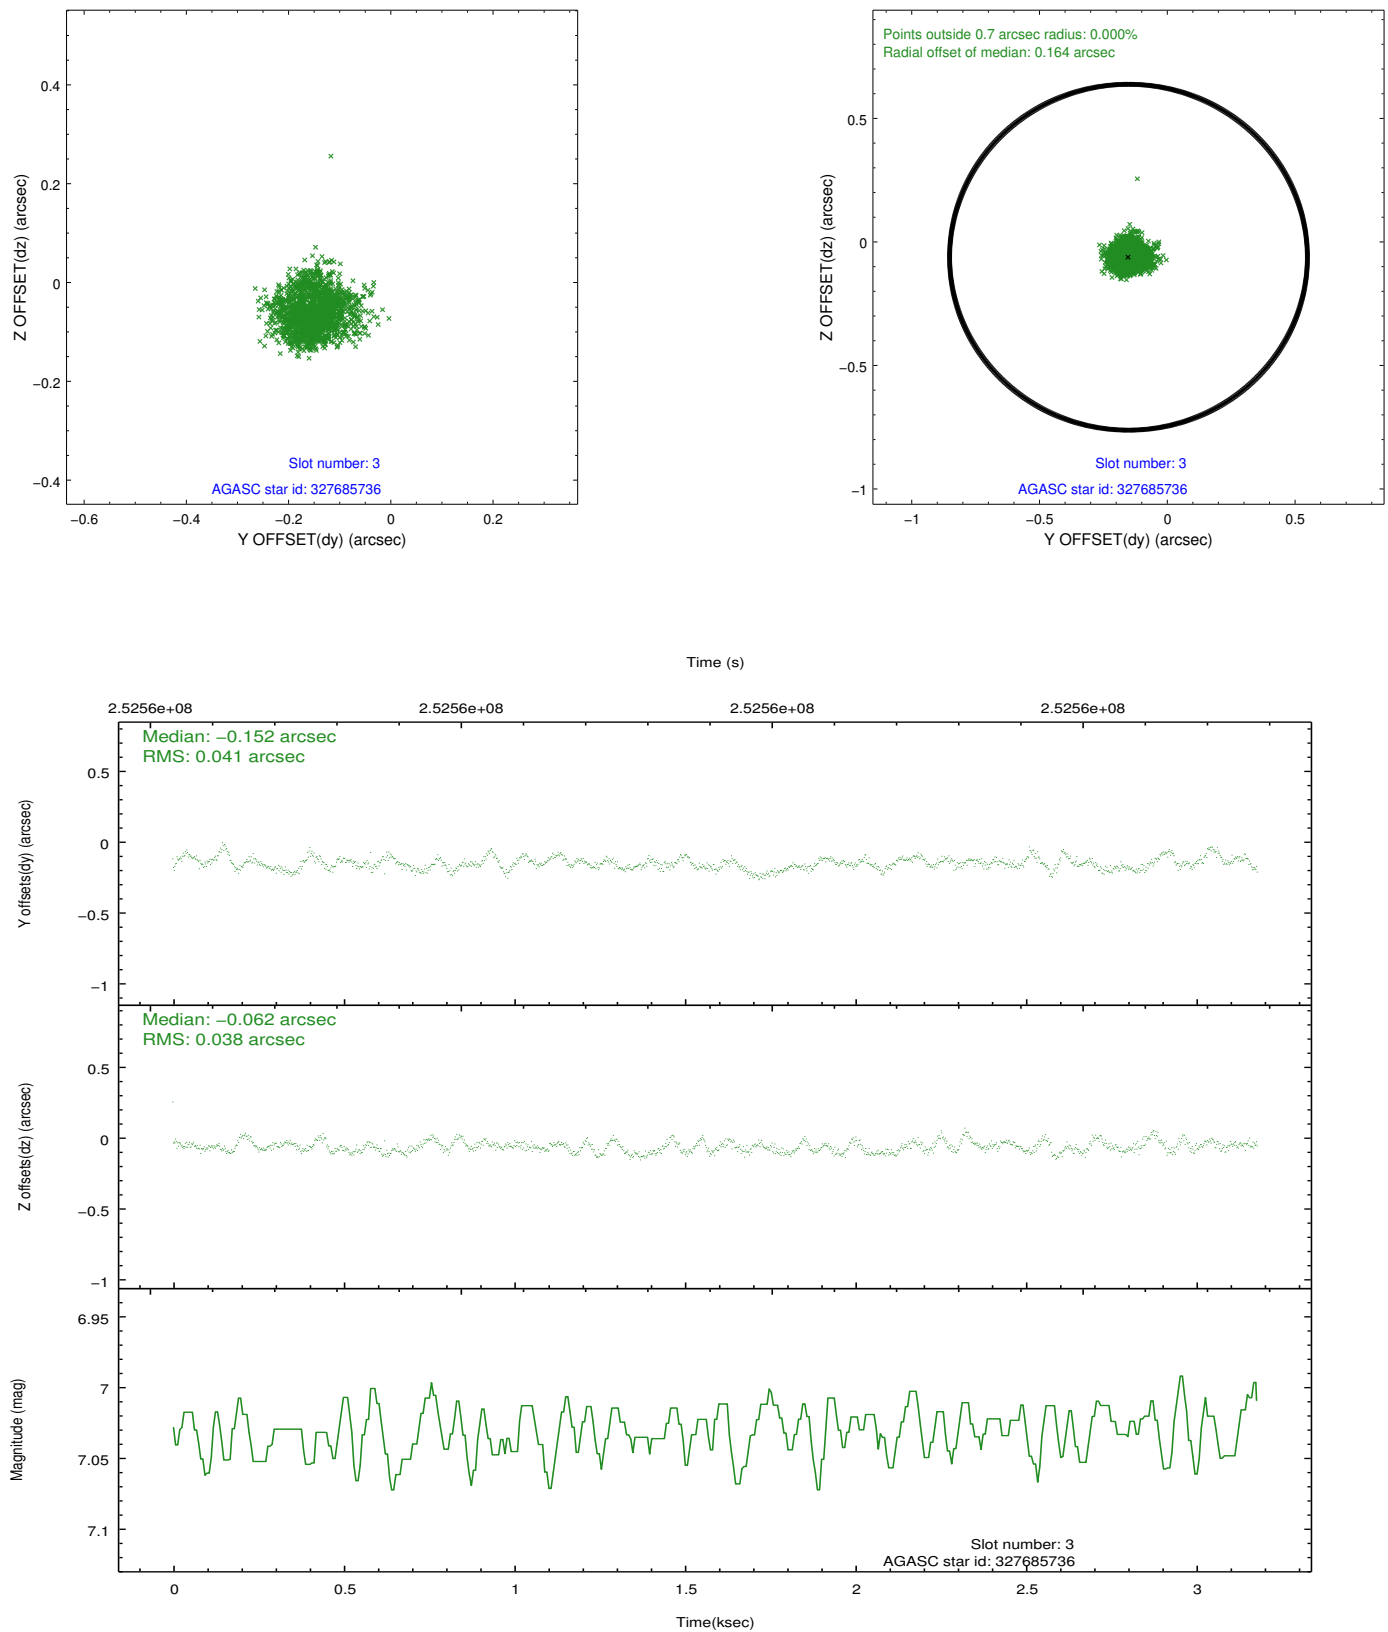 0.4
0.2
0
−0.2
−0.4
Z OFFSET(dz) (arcsec)
Slot number: 3
AGASC star id: 327685736
−0.6 −0.4 −0.2 0 0.2
Y OFFSET(dy) (arcsec)
Points outside 0.7 arcsec radius: 0.000%
Radial offset of median: 0.164 arcsec
0.5
0
−0.5
−1
Z OFFSET(dz) (arcsec)
Slot number: 3
AGASC star id: 327685736
−1 −0.5 0 0.5
Y OFFSET(dy) (arcsec)
Time (s)
2.5256e+08 2.5256e+08 2.5256e+08 2.5256e+08
Median: −0.152 arcsec
RMS: 0.041 arcsec
0.5
0
−0.5
−1
Y offsets(dy) (arcsec)
Median: −0.062 arcsec
RMS: 0.038 arcsec
0.5
0
−0.5
−1
Z offsets(dz) (arcsec)
6.95
7
7.05
7.1
Magnitude (mag)
Slot number: 3
AGASC star id: 327685736
0 0.5 1 1.5 2 2.5 3
Time(ksec)